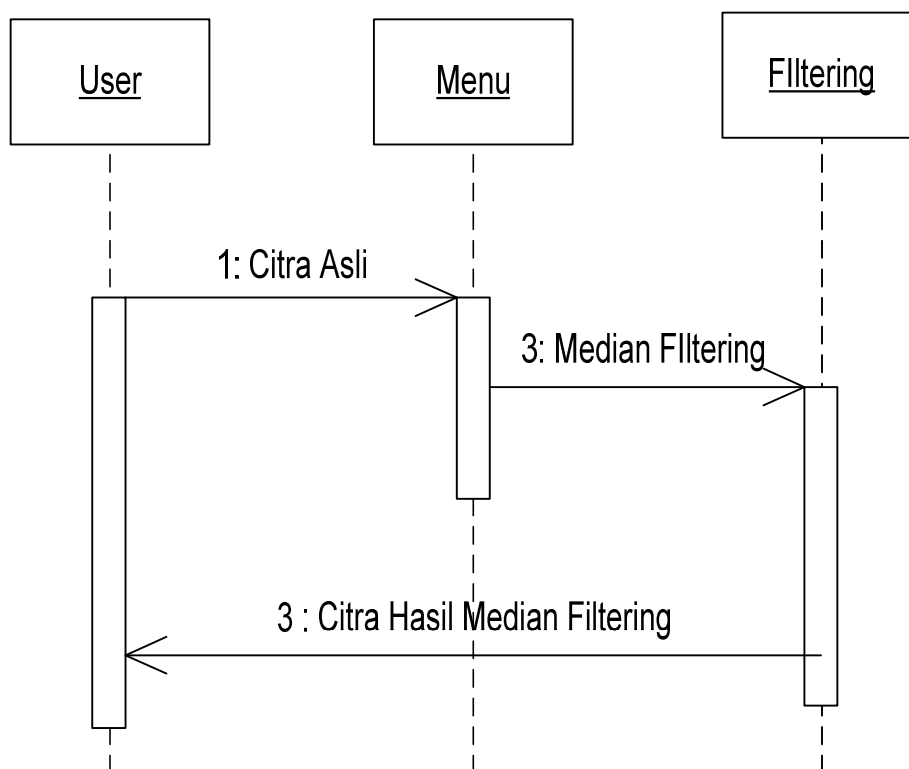 User
Menu
FIltering
1: Citra Asli
3: Median FIltering
3 : Citra Hasil Median Filtering